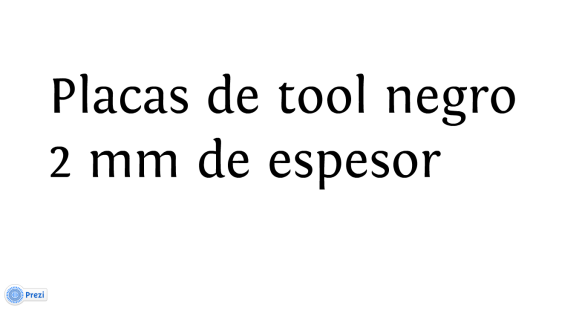 Placas de tool negro
2 mm de espesor
Prezi